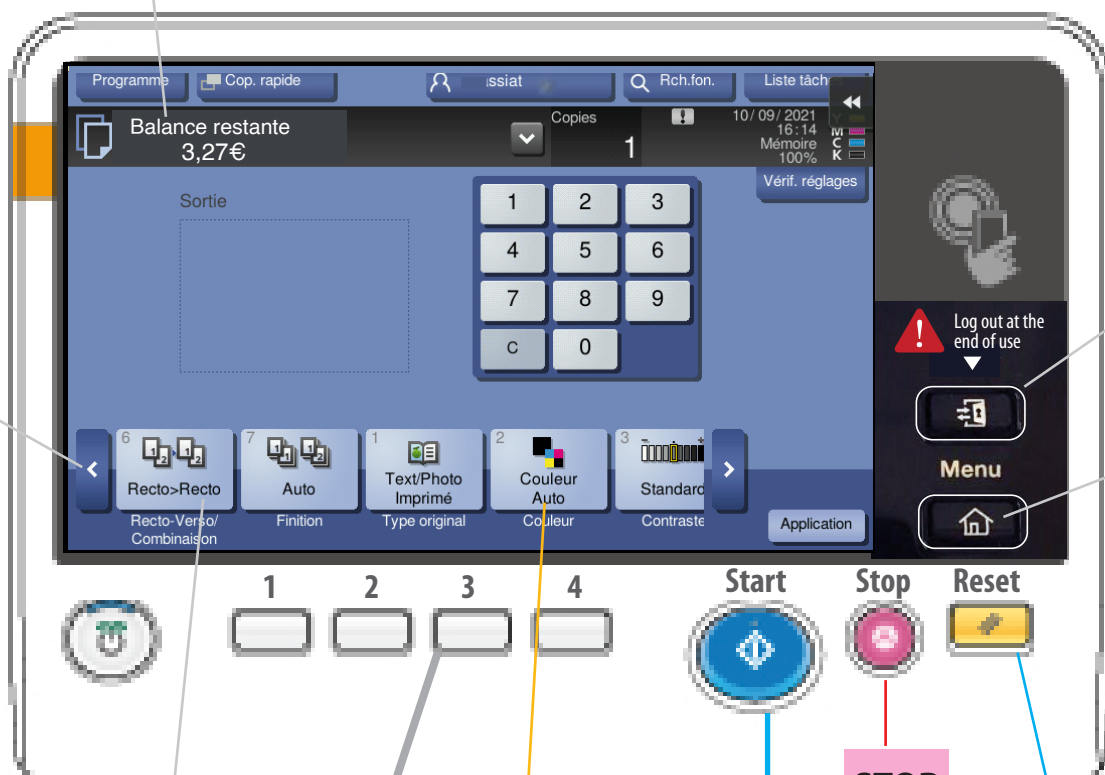 Programme
Cop. rapide
ıssiat
Rch.fon.
Liste tâch
Balance restante
3,27€
Copies
1
10/09/2021
16:14
Mémoire
100%
Y
M
C
K
Vérif. réglages
Sortie
1 2 3
4 5 6
7 8 9
C 0
Log out at the
end of use
Menu
6
Recto>Recto
Recto-Verso/
Combinaison
7
Auto
Finition
1
Text/Photo
Imprimé
Type original
2
Couleur
Auto
Couleur
3
Standard
Contraste
Application
1 2 3 4
Start Stop Reset
STOP